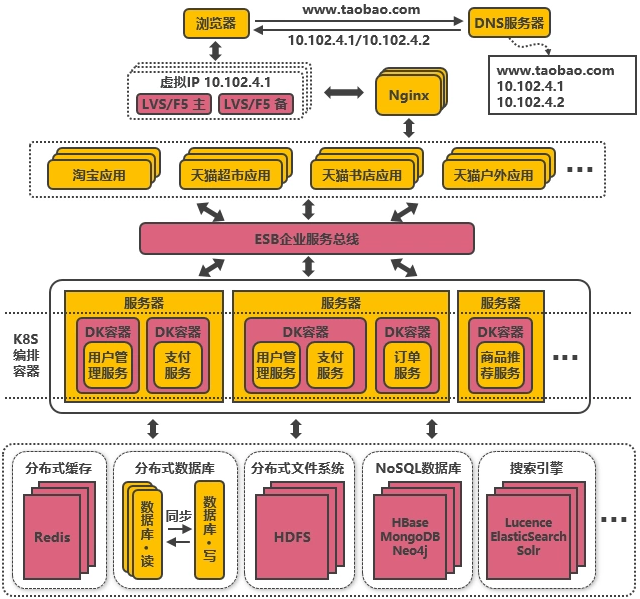 浏览器
www.taobao.com
10.102.4.1/10.102.4.2
DNS服务器
www.taobao.com
10.102.4.1
10.102.4.2
虚拟IP 10.102.4.1
LVS/F5 主
LVS/F5 备
Nginx
淘宝应用
天猫超市应用
天猫书店应用
天猫户外应用
ESB企业服务总线
K8S
编排
容器
服务器
DK容器
用户管
理服务
DK容器
支付
服务
服务器
DK容器
用户管
理服务
支付
服务
DK容器
订单
服务
服务器
DK容器
商品推
荐服务
分布式缓存
Redis
分布式数据库
数据库·读
同步
数据库·写
分布式文件系统
HDFS
NoSQL数据库
HBase
MongoDB
Neo4j
搜索引擎
Lucence
ElasticSearch
Solr